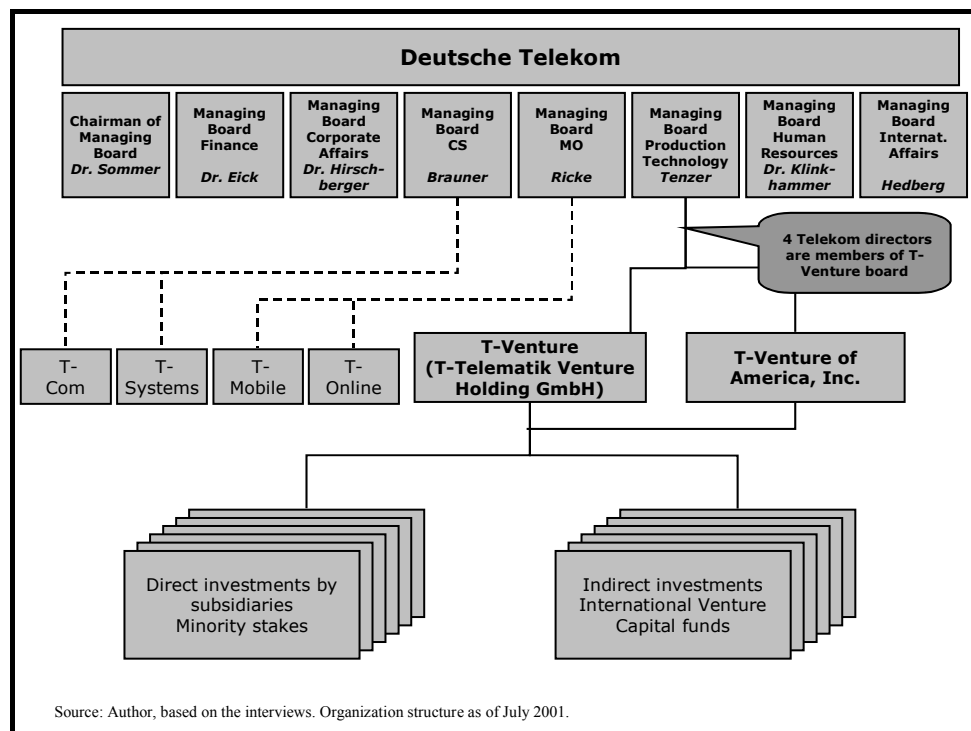 Deutsche Telekom
Chairman of
Managing
Board
Dr. Sommer
Managing
Board
Finance
Dr. Eick
Managing
Board
Corporate
Affairs
Dr. Hirsch-
berger
Managing
Board
CS
Brauner
Managing
Board
MO
Ricke
Managing
Board
Production
Technology
Tenzer
Managing
Board
Human
Resources
Dr. Klink-
hammer
Managing
Board
Internat.
Affairs
Hedberg
4 Telekom directors
are members of T-
Venture board
T-
Com
T-
Systems
T-
Mobile
T-
Online
T-Venture
(T-Telematik Venture
Holding GmbH)
T-Venture of
America, Inc.
Direct investments by
subsidiaries
Minority stakes
Indirect investments
International Venture
Capital funds
Source: Author, based on the interviews. Organization structure as of July 2001.